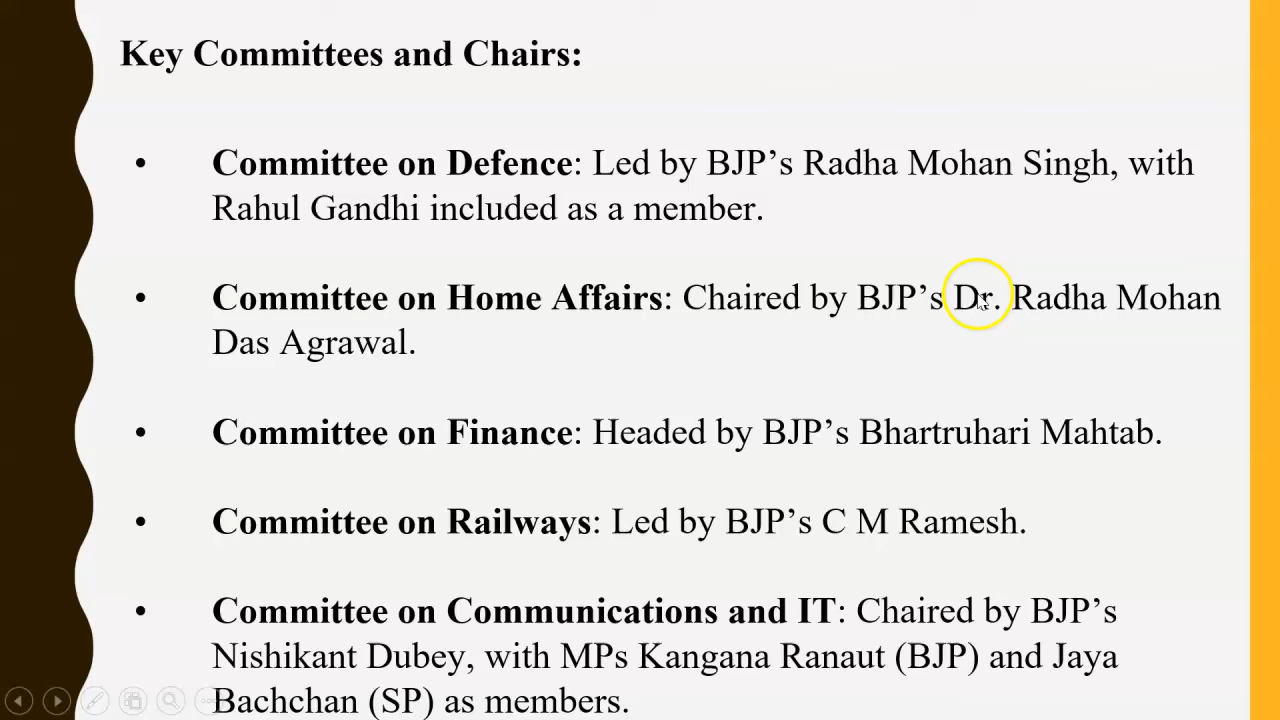 Key Committees and Chairs:
• Committee on Defence: Led by BJP’s Radha Mohan Singh, with
Rahul Gandhi included as a member.
• Committee on Home Affairs: Chaired by BJP’s Dr. Radha Mohan
Das Agrawal.
• Committee on Finance: Headed by BJP’s Bhartruhari Mahtab.
• Committee on Railways: Led by BJP’s C M Ramesh.
• Committee on Communications and IT: Chaired by BJP’s
Nishikant Dubey, with MPs Kangana Ranaut (BJP) and Jaya
Bachchan (SP) as members.